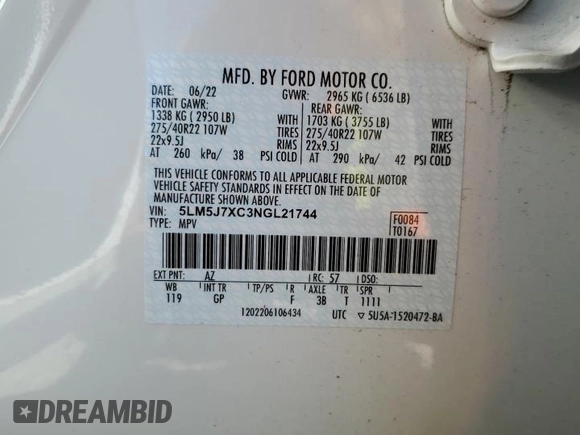 MFD. BY FORD MOTOR CO.
DATE: 06/22 GVWR: 2965 KG ( 6536 LB)
FRONT GAWR: REAR GAWR:
1338 KG ( 2950 LB) WITH 1703 KG ( 3755 LB) WITH
275/40R22 107W TIRES 275/40R22 107W TIRES
22x9.5J RIMS 22x9.5J RIMS
AT 260 kPa/ 38 PSI COLD AT 290 kPa/ 42 PSI COLD
THIS VEHICLE CONFORMS TO ALL APPLICABLE FEDERAL MOTOR
VEHICLE SAFETY STANDARDS IN EFFECT ON THE DATE OF
MANUFACTURE SHOWN ABOVE.
VIN: 5LM5J7XC3NGL21744 F0084
TYPE: MPV T0167
EXT PNT: AZ RC: 57 DSO:
WB INT TR TP/PS R AXLE TR SPR
119 GP F 3B T 1111
1202206106434 UTC ▽ 5U5A-1520472-BA
DREAMBID